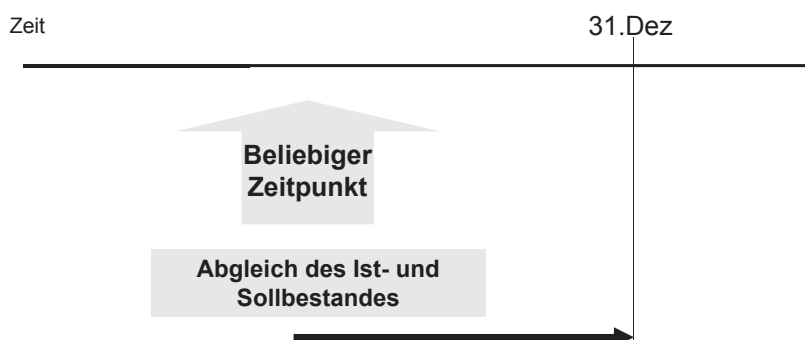 Zeit
31.Dez
Beliebiger
Zeitpunkt
Abgleich des Ist- und
Sollbestandes